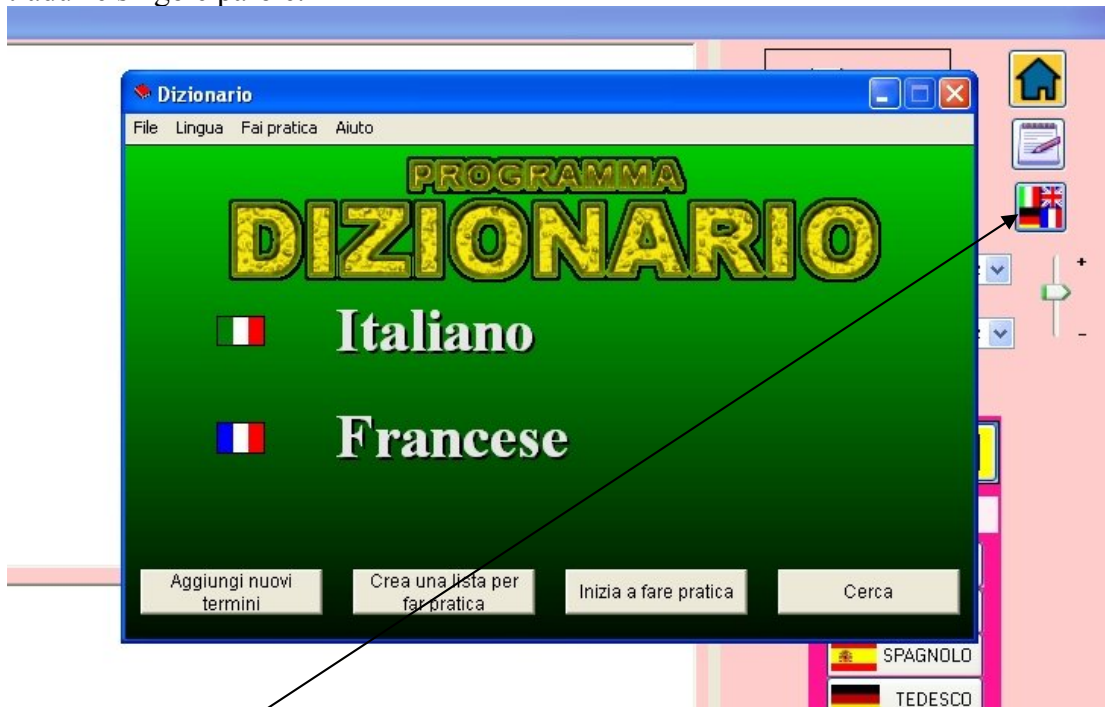 Dizionario
File Lingua Fai pratica Aiuto
PROGRAMMA
DIZIONARIO
Italiano
Francese
Aggiungi nuovi
termini
Crea una lista per
far pratica
Inizia a fare pratica
Cerca
+
-
SPAGNOLO
TEDESCO